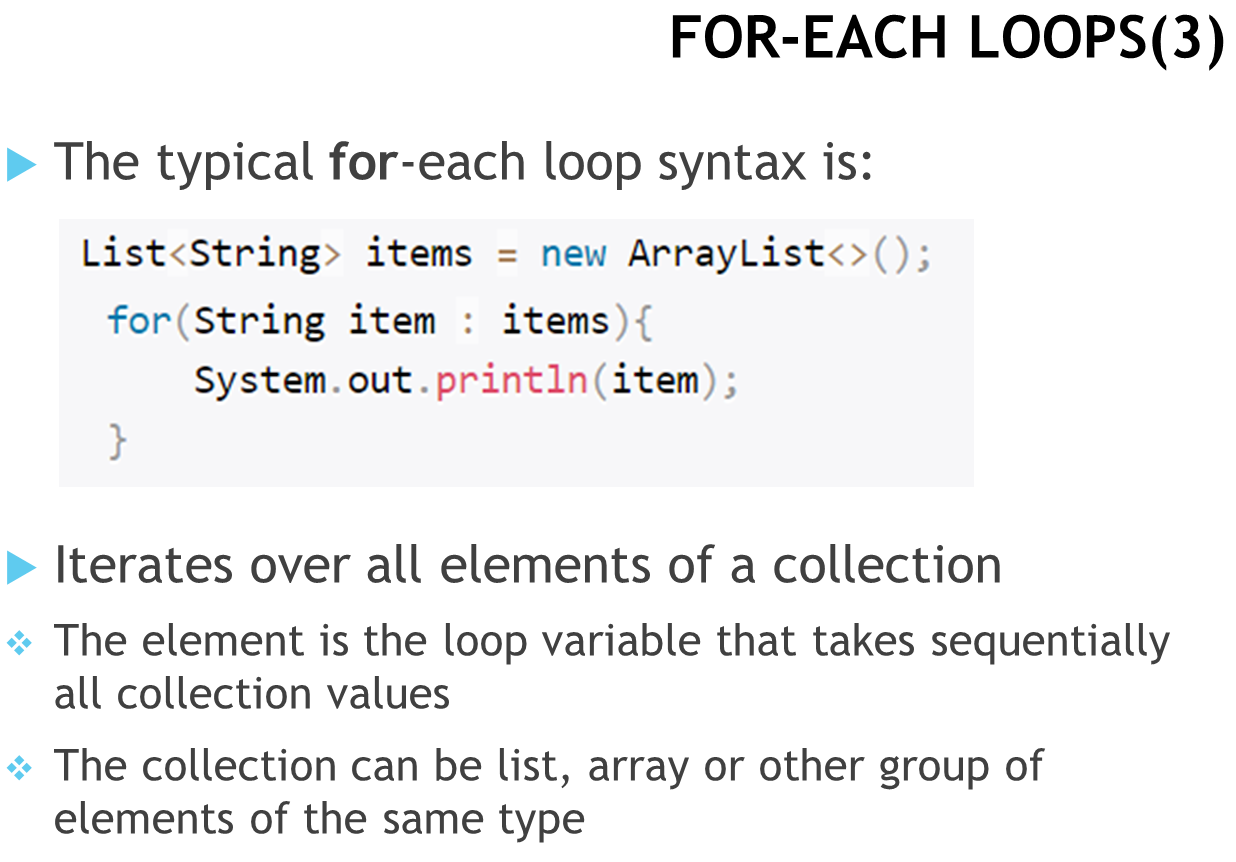 FOR-EACH LOOPS(3)
The typical for-each loop syntax is:
List<String> items = new ArrayList<>();
for(String item : items){
System.out.println(item);
}
Iterates over all elements of a collection
The element is the loop variable that takes sequentially
all collection values
The collection can be list, array or other group of
elements of the same type